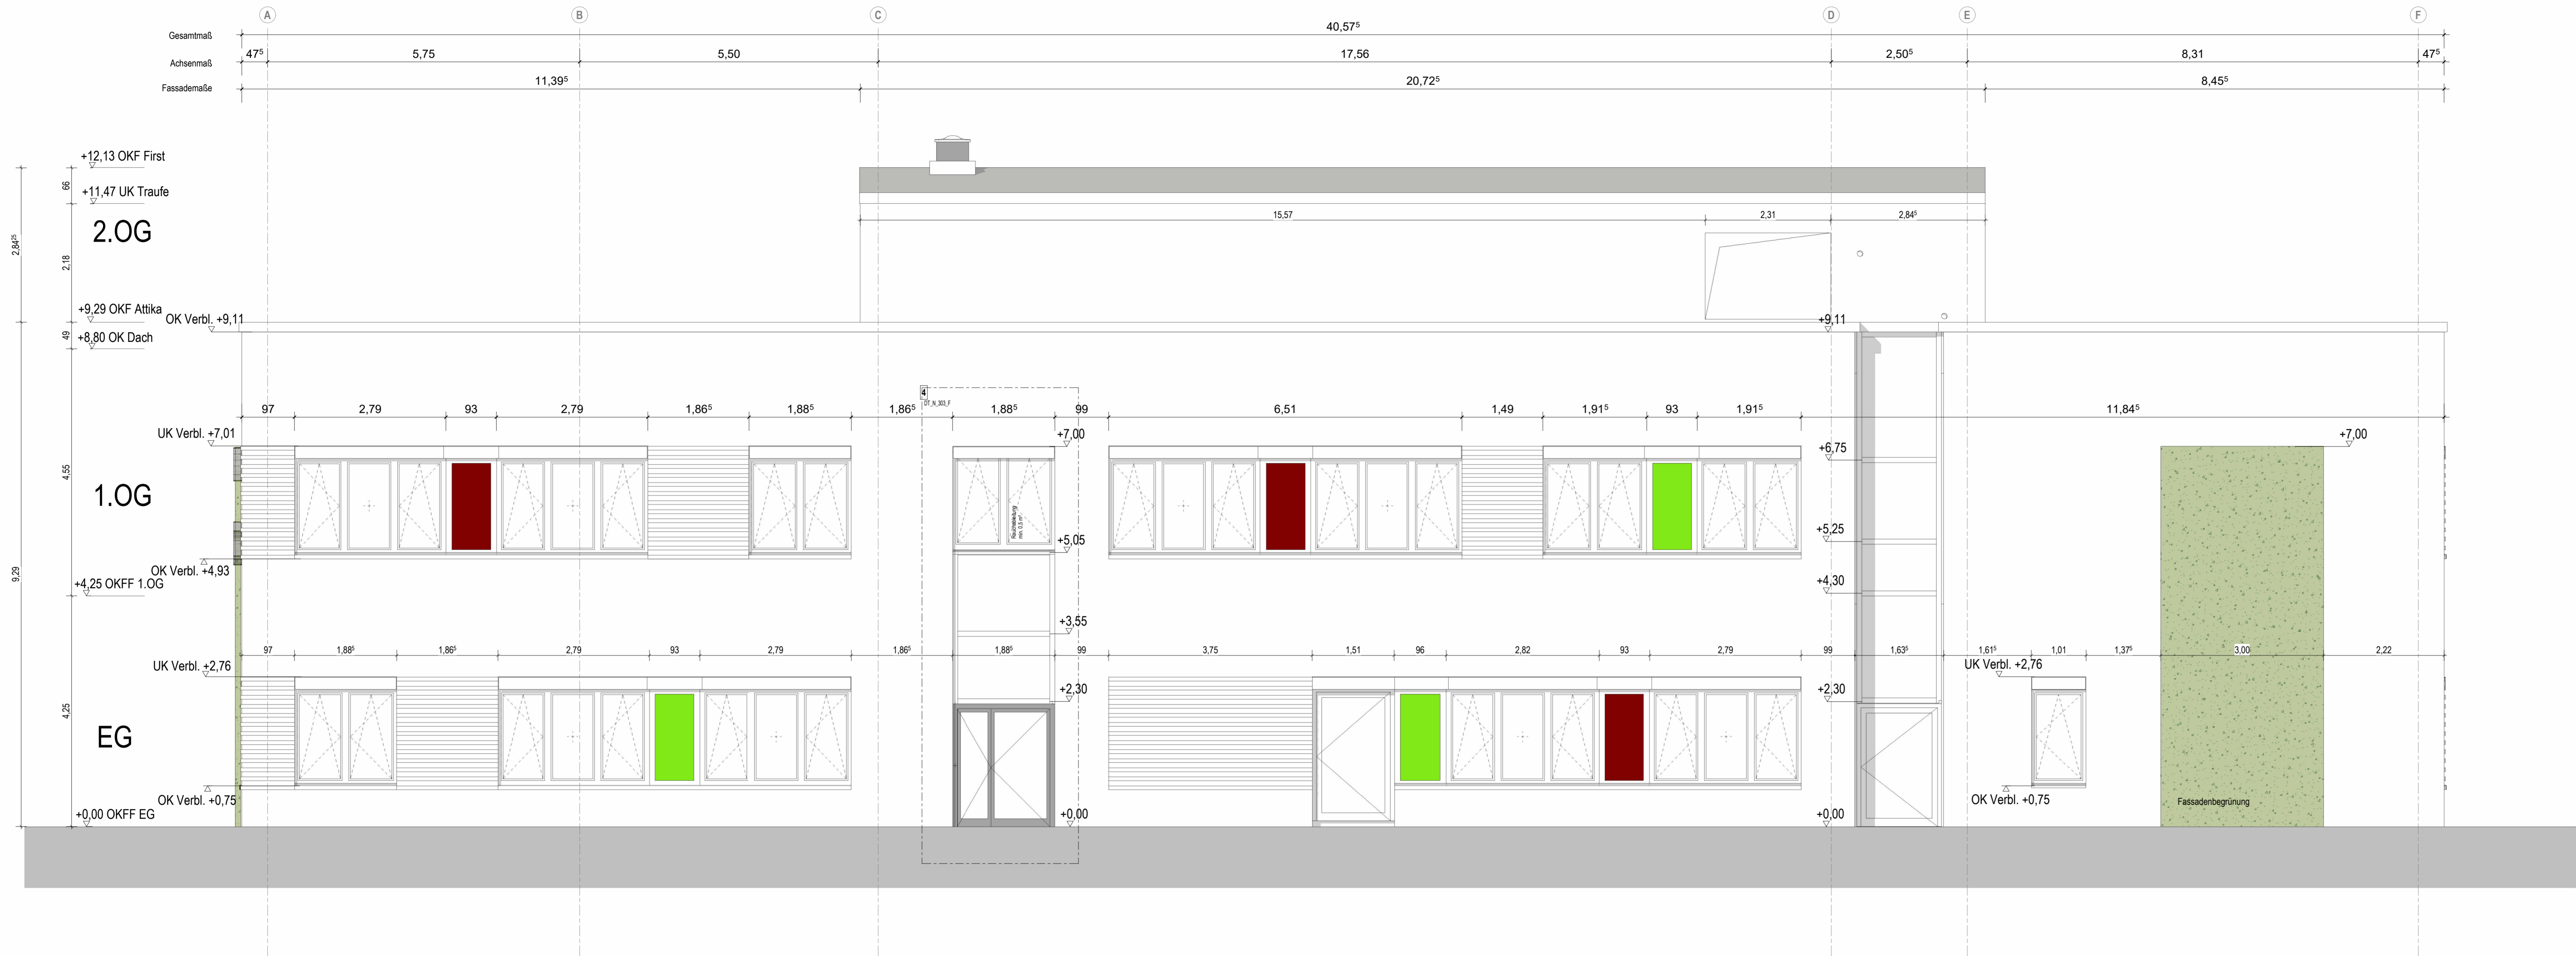 A B C D E F
Gesamtmaß 40,57⁵
Achsenmaß 47⁵ 5,75 5,50 17,56 2,50⁵ 8,31 47⁵
Fassademaße 11,39⁵ 20,72⁵ 8,45⁵
+12,13 OKF First
66
+11,47 UK Traufe
15,57 2,31 2,84⁵
2.OG
2,84²⁵
2,18
+9,29 OKF Attika
OK Verbl. +9,11
+9,11
49
+8,80 OK Dach
4
DT_N_303_F
97 2,79 93 2,79 1,86⁵ 1,88⁵ 1,86⁵ 1,88⁵ 99 6,51 1,49 1,91⁵ 93 1,91⁵ 11,84⁵
UK Verbl. +7,01
+7,00
+7,00
+6,75
4,55
1.OG
Rauchableitung
min. 0.5 m²
+5,25
+5,05
OK Verbl. +4,93
9,29
+4,25 OKFF 1.OG
+4,30
+3,55
97 1,88⁵ 1,86⁵ 2,79 93 2,79 1,86⁵ 1,88⁵ 99 3,75 1,51 96 2,82 93 2,79 99 1,63⁵ 1,61⁵ 1,01 1,37⁵ 3,00 2,22
UK Verbl. +2,76
UK Verbl. +2,76
+2,30
+2,30
4,25
EG
OK Verbl. +0,75
OK Verbl. +0,75
Fassadenbegrünung
+0,00 OKFF EG
+0,00
+0,00